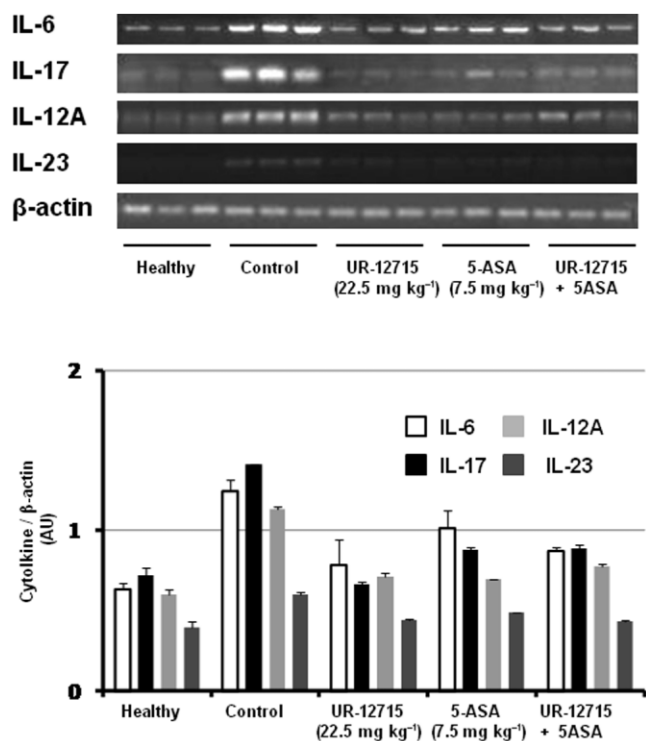 IL-6
IL-17
IL-12A
IL-23
β-actin
Healthy Control UR-12715 5-ASA UR-12715
(22.5 mg kg⁻¹) (7.5 mg kg⁻¹) + 5ASA
2
IL-6 IL-12A
IL-17 IL-23
1
Cytolkine / β-actin
(AU)
0
Healthy Control UR-12715 5-ASA UR-12715
(22.5 mg kg⁻¹) (7.5 mg kg⁻¹) + 5ASA